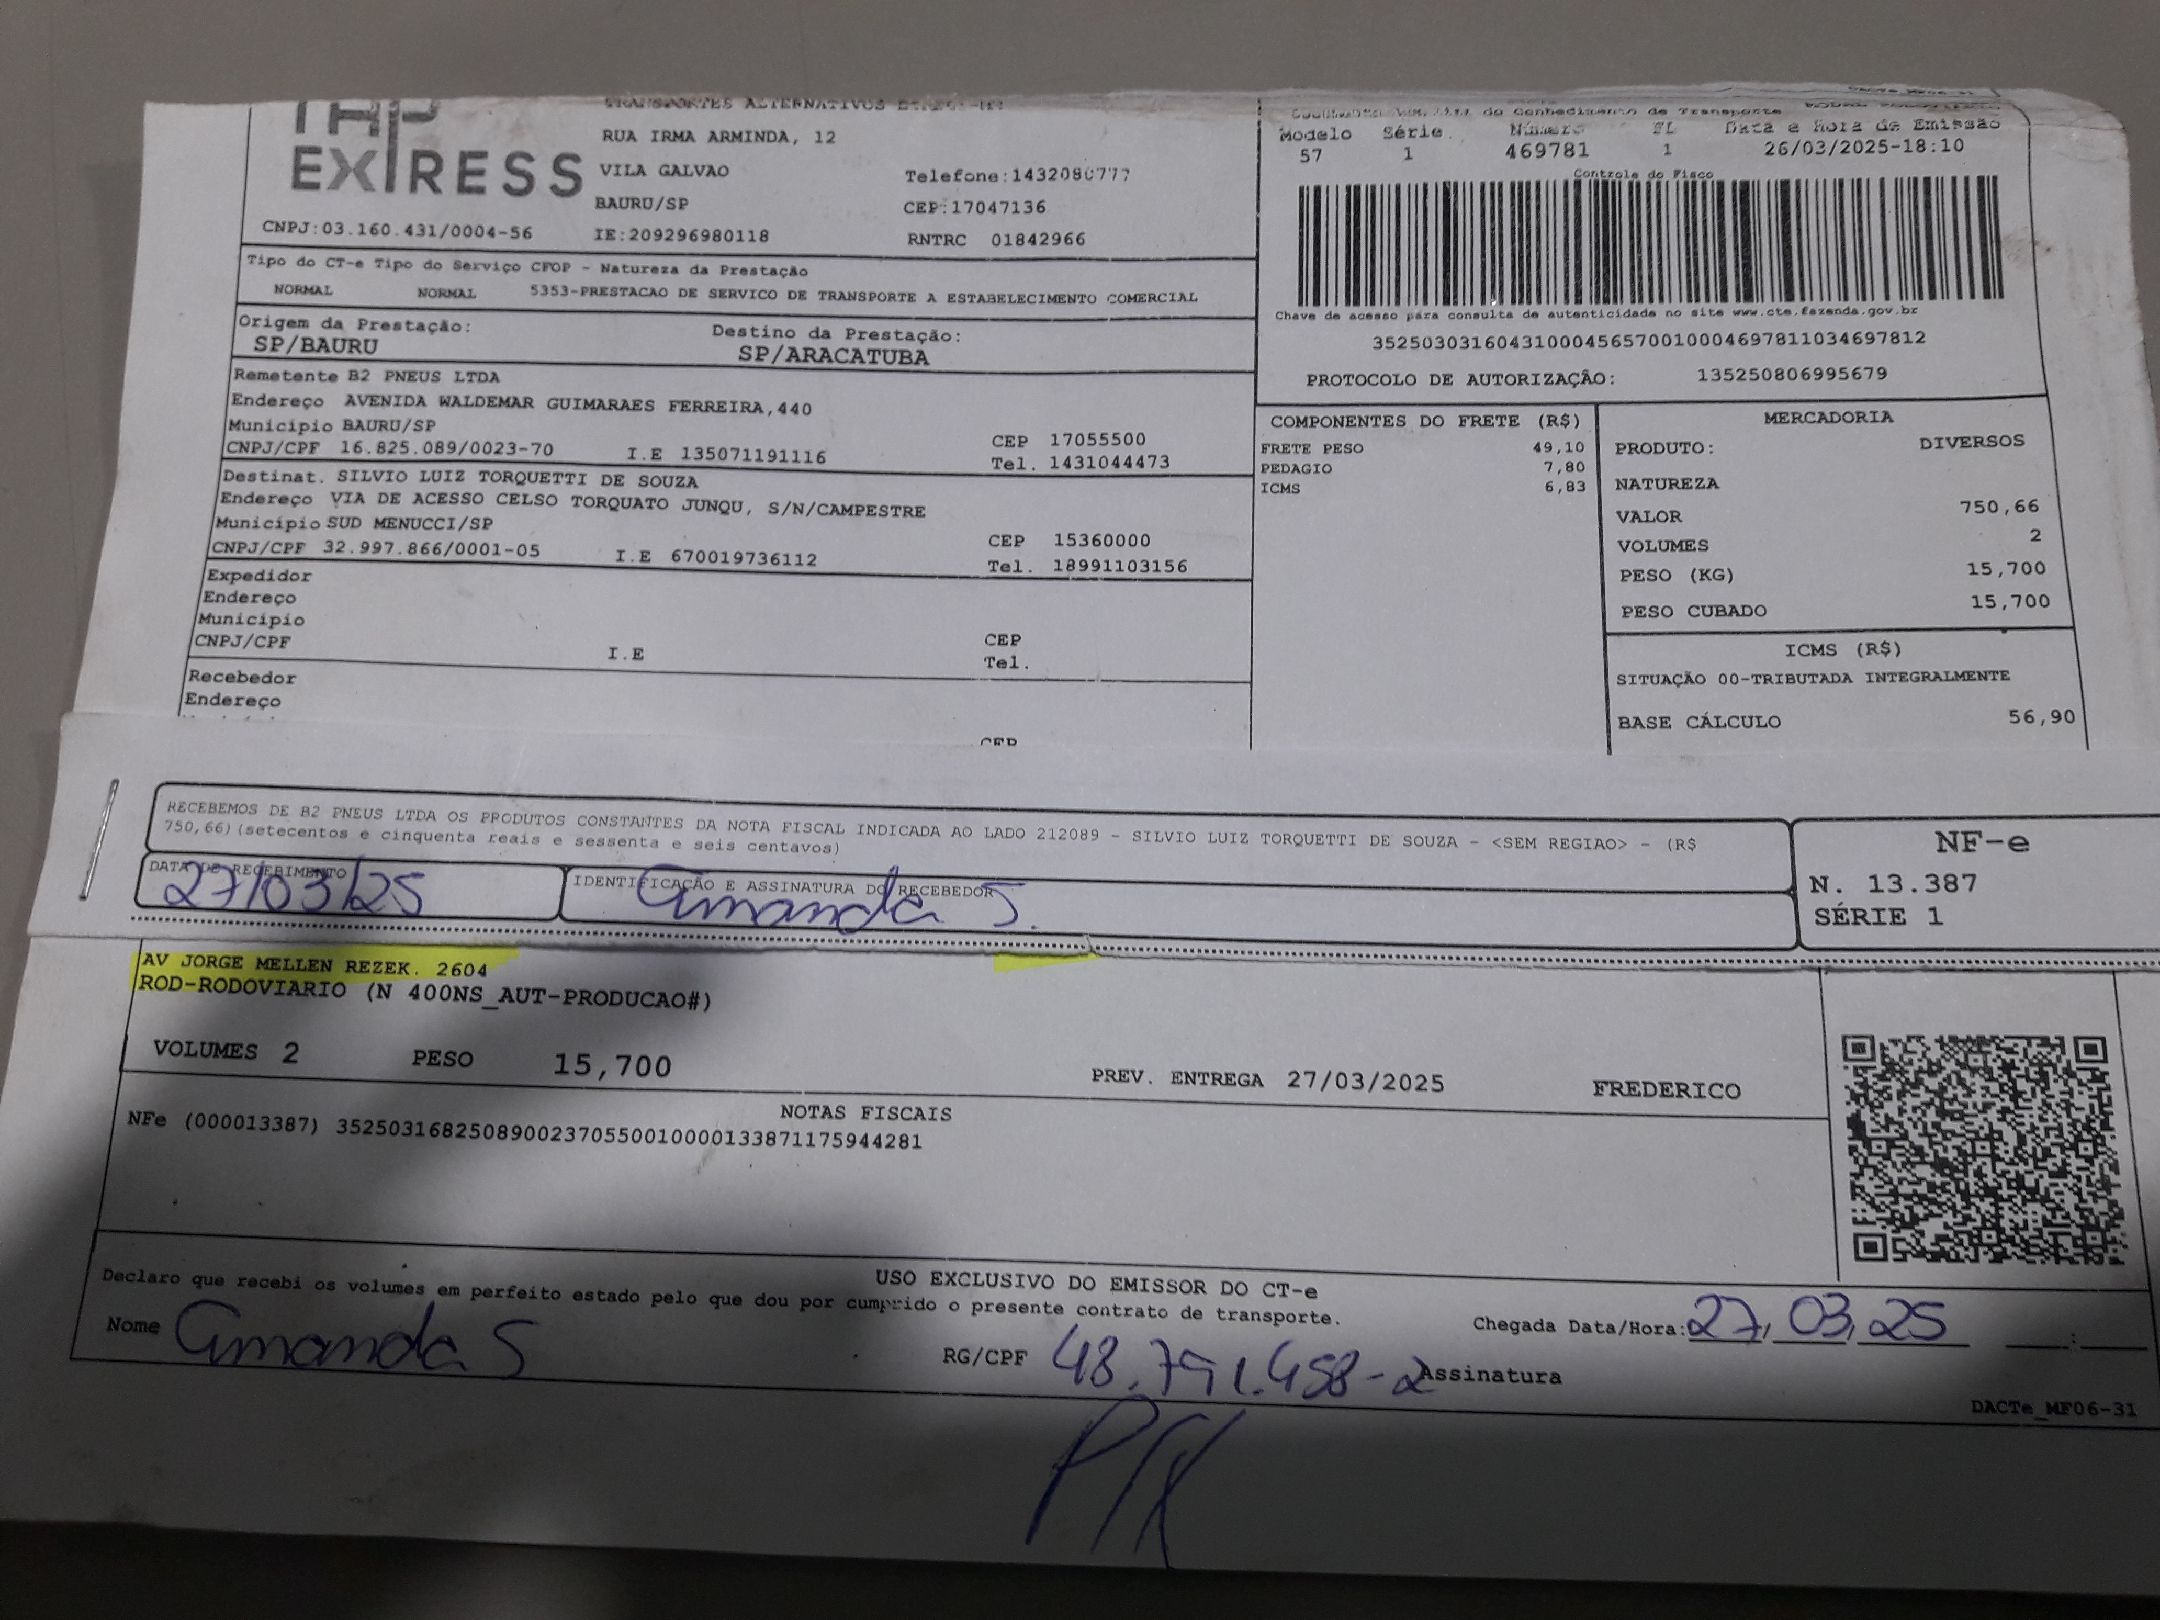 EXPRESS
TRANSPORTES ALTERNATIVOS
RUA IRMA ARMINDA, 12
VILA GALVAO
Telefone:1432080777
BAURU/SP
CEP:17047136
CNPJ:03.160.431/0004-56
IE:209296980118
RNTRC 01842966
do Conhecimento de Transporte
Modelo Série Número FL Data e Hora de Emissão
57 1 469781 1 26/03/2025-18:10
Controle do Fisco
Chave de acesso para consulta de autenticidade no site www.cte.fazenda.gov.br
35250303160431000456570010004697811034697812
PROTOCOLO DE AUTORIZAÇÃO: 135250806995679
Tipo do CT-e Tipo do Serviço CFOP - Natureza da Prestação
NORMAL NORMAL 5353-PRESTACAO DE SERVICO DE TRANSPORTE A ESTABELECIMENTO COMERCIAL
Origem da Prestação: Destino da Prestação:
SP/BAURU SP/ARACATUBA
Remetente B2 PNEUS LTDA
Endereço AVENIDA WALDEMAR GUIMARAES FERREIRA,440
Município BAURU/SP CEP 17055500
CNPJ/CPF 16.825.089/0023-70 I.E 135071191116 Tel. 1431044473
Destinat. SILVIO LUIZ TORQUETTI DE SOUZA
Endereço VIA DE ACESSO CELSO TORQUATO JUNQU, S/N/CAMPESTRE
Município SUD MENUCCI/SP CEP 15360000
CNPJ/CPF 32.997.866/0001-05 I.E 670019736112 Tel. 18991103156
Expedidor
Endereço
Município
CNPJ/CPF I.E CEP
Tel.
Recebedor
Endereço
CEP
COMPONENTES DO FRETE (R$)
FRETE PESO 49,10
PEDAGIO 7,80
ICMS 6,83
MERCADORIA
PRODUTO: DIVERSOS
NATUREZA
VALOR 750,66
VOLUMES 2
PESO (KG) 15,700
PESO CUBADO 15,700
ICMS (R$)
SITUAÇÃO 00-TRIBUTADA INTEGRALMENTE
BASE CÁLCULO 56,90
RECEBEMOS DE B2 PNEUS LTDA OS PRODUTOS CONSTANTES DA NOTA FISCAL INDICADA AO LADO 212089 - SILVIO LUIZ TORQUETTI DE SOUZA - <SEM REGIAO> - (R$
750,66)(setecentos e cinquenta reais e sessenta e seis centavos)
DATA DE RECEBIMENTO
27/03/25
IDENTIFICAÇÃO E ASSINATURA DO RECEBEDOR
Amanda S.
NF-e
N. 13.387
SÉRIE 1
AV JORGE MELLEN REZEK. 2604
ROD-RODOVIARIO (N 400NS_AUT-PRODUCAO#)
VOLUMES 2 PESO 15,700
PREV. ENTREGA 27/03/2025 FREDERICO
NOTAS FISCAIS
NFe (000013387) 35250316825089002370550010000133871175944281
USO EXCLUSIVO DO EMISSOR DO CT-e
Declaro que recebi os volumes em perfeito estado pelo que dou por cumprido o presente contrato de transporte.
Nome Amanda S
RG/CPF 48.791.458-2
Chegada Data/Hora: 27, 03, 25 :
Assinatura
DACTe_MF06-31